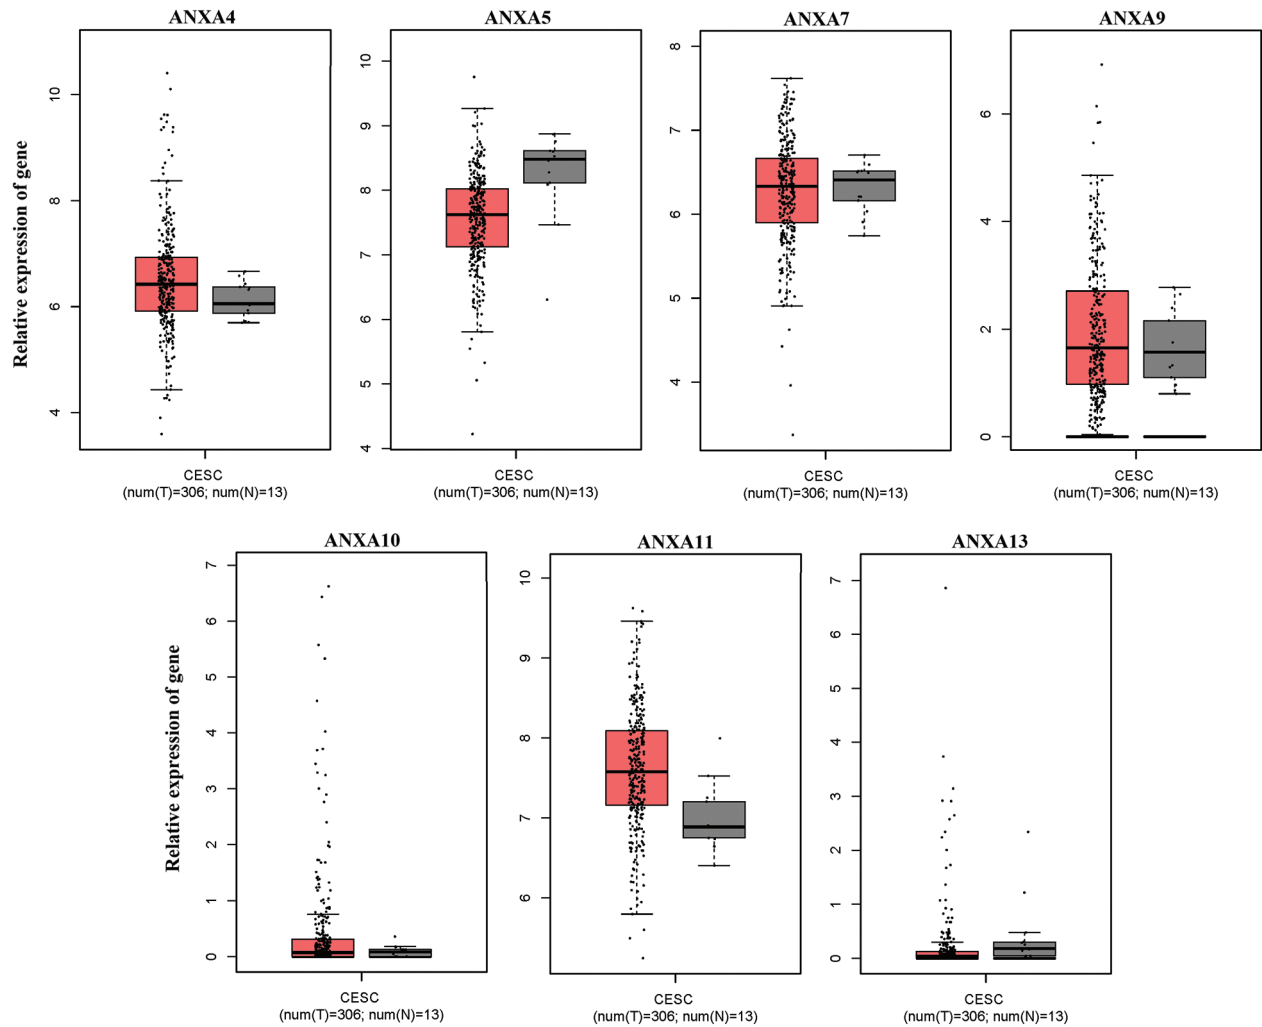 ANXA4
ANXA5
ANXA7
ANXA9
Relative expression of gene
10
8
6
4
CESC
(num(T)=306; num(N)=13)
10
9
8
7
6
5
4
CESC
(num(T)=306; num(N)=13)
8
7
6
5
4
CESC
(num(T)=306; num(N)=13)
6
4
2
0
CESC
(num(T)=306; num(N)=13)
ANXA10
ANXA11
ANXA13
Relative expression of gene
7
6
5
4
3
2
1
0
CESC
(num(T)=306; num(N)=13)
10
9
8
7
6
CESC
(num(T)=306; num(N)=13)
7
6
5
4
3
2
1
0
CESC
(num(T)=306; num(N)=13)